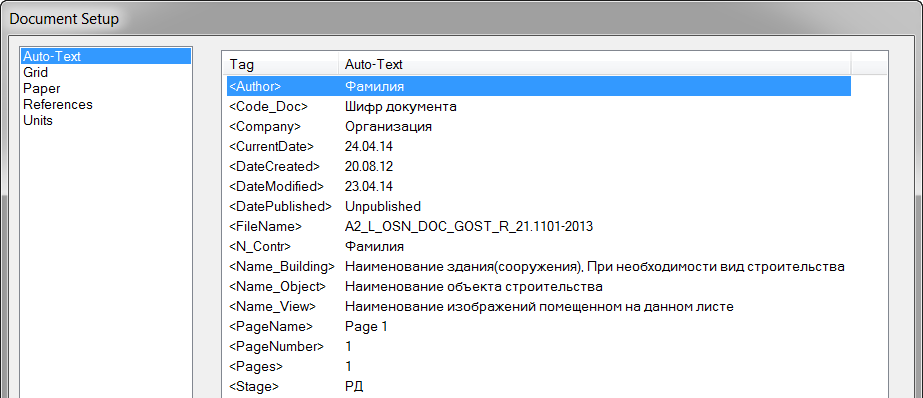 Document Setup
Auto-Text
Grid
Paper
References
Units
Tag Auto-Text
<Author> Фамилия
<Code_Doc> Шифр документа
<Company> Организация
<CurrentDate> 24.04.14
<DateCreated> 20.08.12
<DateModified> 23.04.14
<DatePublished> Unpublished
<FileName> A2_L_OSN_DOC_GOST_R_21.1101-2013
<N_Contr> Фамилия
<Name_Building> Наименование здания(сооружения), При необходимости вид строительства
<Name_Object> Наименование объекта строительства
<Name_View> Наименование изображений помещенном на данном листе
<PageName> Page 1
<PageNumber> 1
<Pages> 1
<Stage> РД